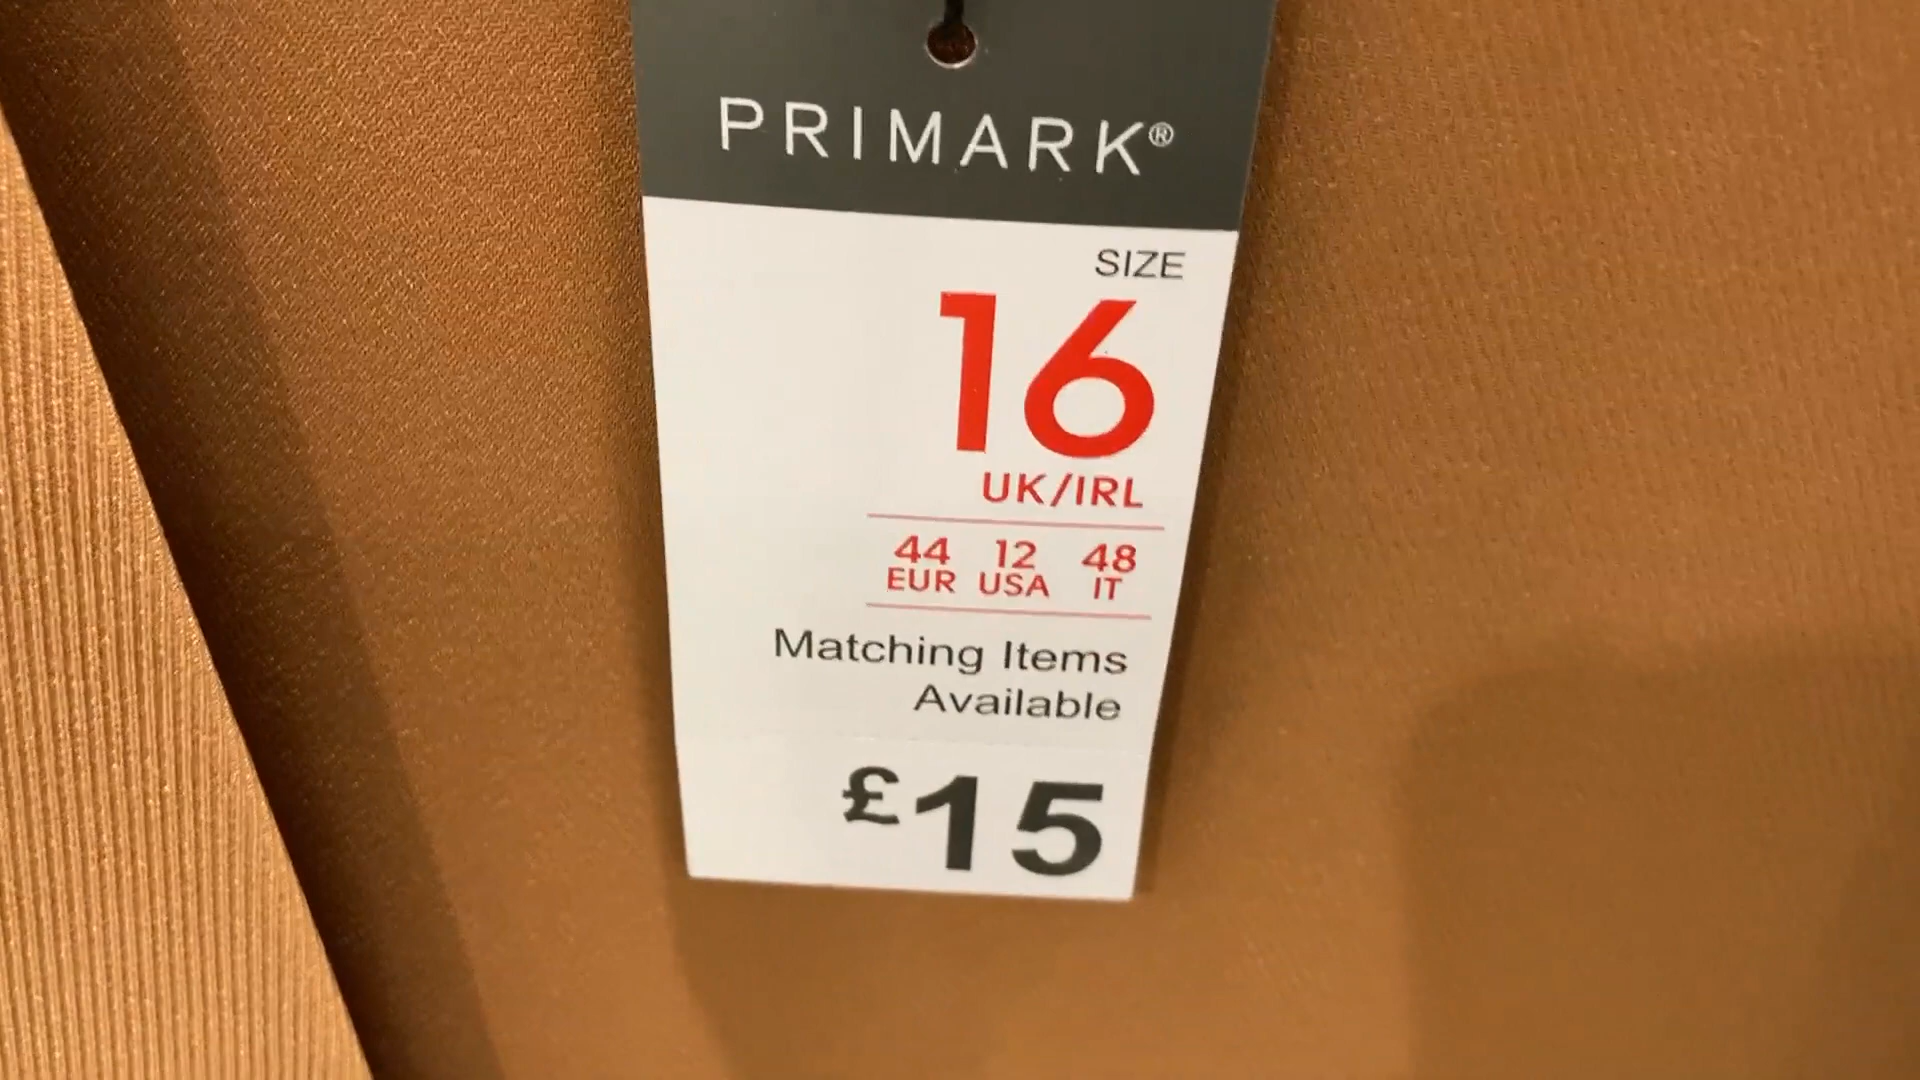 PRIMARK®
SIZE
16
UK/IRL
44 12 48
EUR USA IT
Matching Items
Available
£15